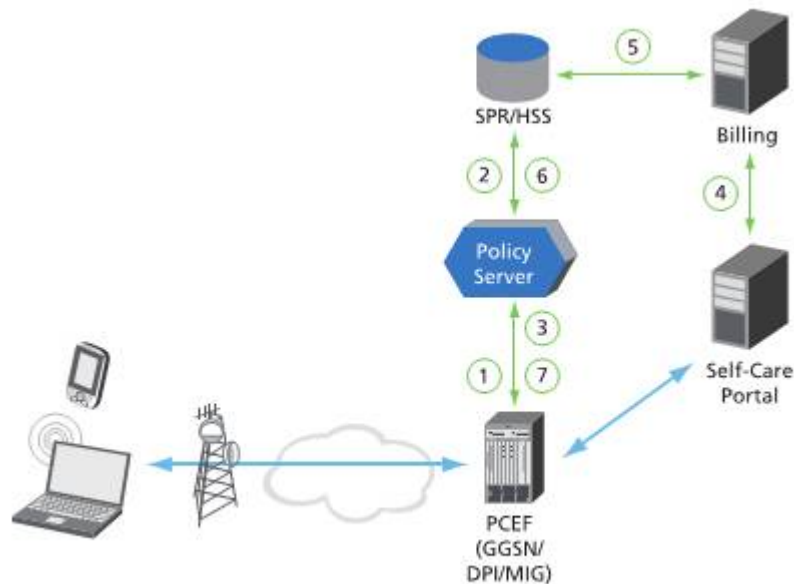 5
SPR/HSS
Billing
2
6
4
Policy
Server
3
1
7
Self-Care
Portal
PCEF
(GGSN/
DPI/MIG)